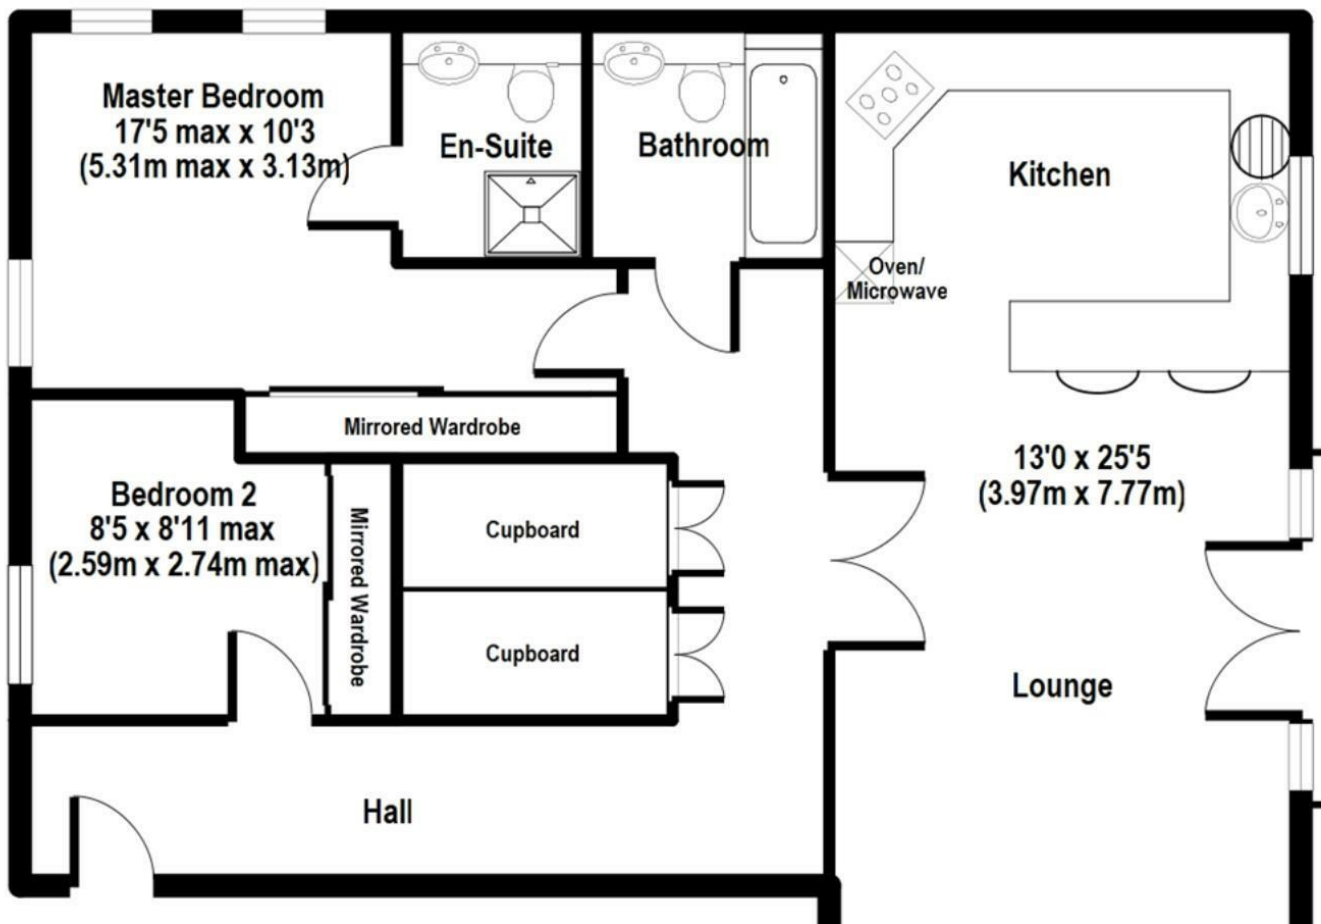 Master Bedroom
17'5 max x 10'3
(5.31m max x 3.13m)
En-Suite
Bathroom
Kitchen
Oven/
Microwave
Mirrored Wardrobe
13'0 x 25'5
(3.97m x 7.77m)
Bedroom 2
8'5 x 8'11 max
(2.59m x 2.74m max)
Mirrored Wardrobe
Cupboard
Cupboard
Lounge
Hall